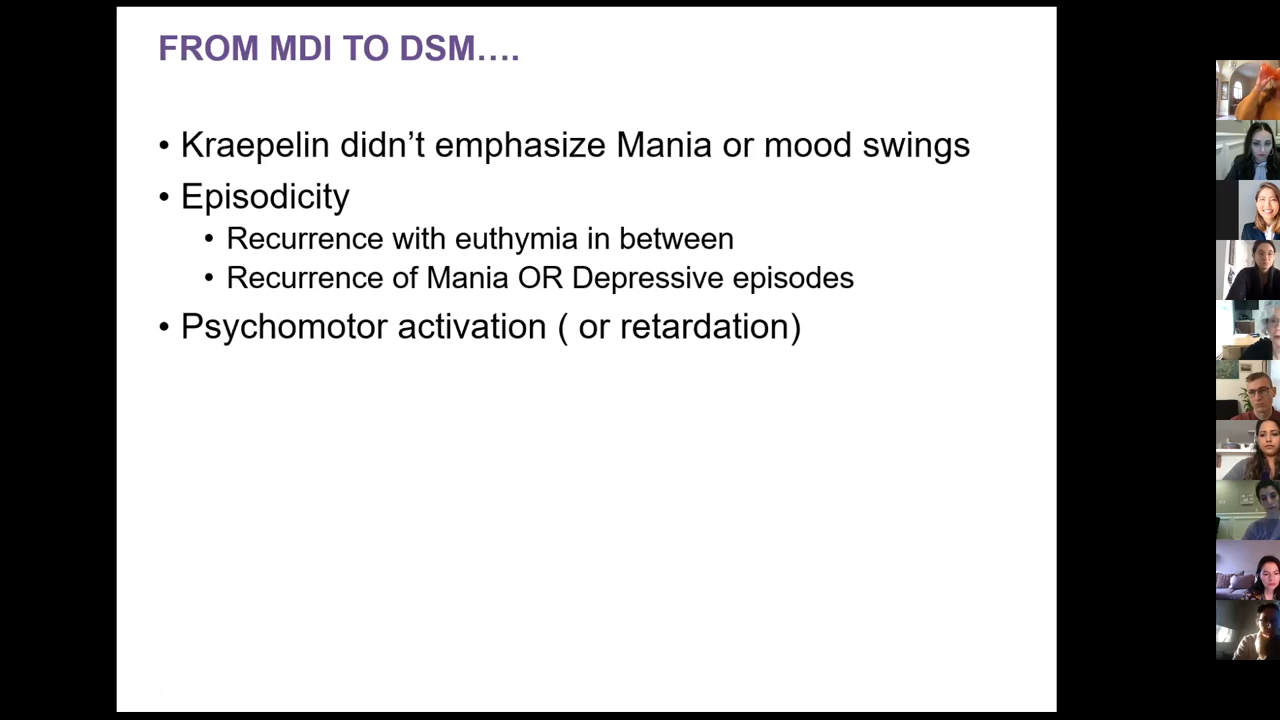 FROM MDI TO DSM….
• Kraepelin didn’t emphasize Mania or mood swings
• Episodicity
• Recurrence with euthymia in between
• Recurrence of Mania OR Depressive episodes
• Psychomotor activation ( or retardation)